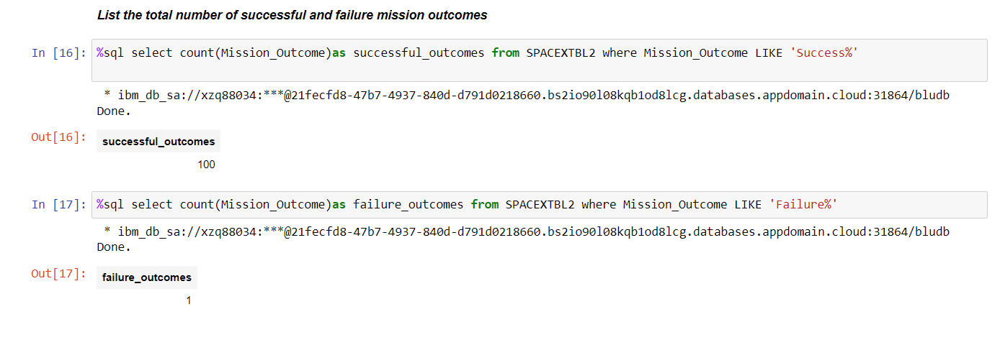 List the total number of successful and failure mission outcomes
In [16]: %sql select count(Mission_Outcome)as successful_outcomes from SPACEXTBL2 where Mission_Outcome LIKE 'Success%'
* ibm_db_sa://xzq88034:***@21fecfd8-47b7-4937-840d-d791d0218660.bs2io90l08kqb1od8lcg.databases.appdomain.cloud:31864/bludb
Done.
Out[16]: successful_outcomes
100
In [17]: %sql select count(Mission_Outcome)as failure_outcomes from SPACEXTBL2 where Mission_Outcome LIKE 'Failure%'
* ibm_db_sa://xzq88034:***@21fecfd8-47b7-4937-840d-d791d0218660.bs2io90l08kqb1od8lcg.databases.appdomain.cloud:31864/bludb
Done.
Out[17]: failure_outcomes
1